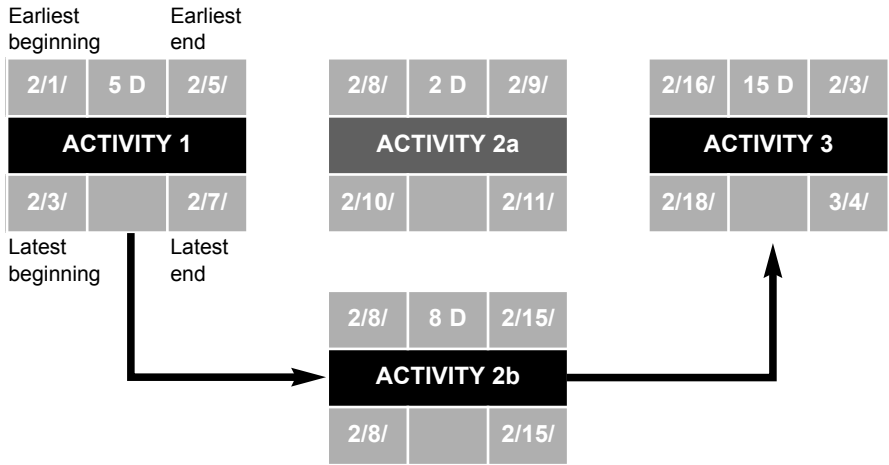 Earliest beginning
Earliest end
2/1/ 5 D 2/5/
ACTIVITY 1
2/3/ 2/7/
Latest beginning
Latest end
2/8/ 2 D 2/9/
ACTIVITY 2a
2/10/ 2/11/
2/16/ 15 D 2/3/
ACTIVITY 3
2/18/ 3/4/
2/8/ 8 D 2/15/
ACTIVITY 2b
2/8/ 2/15/